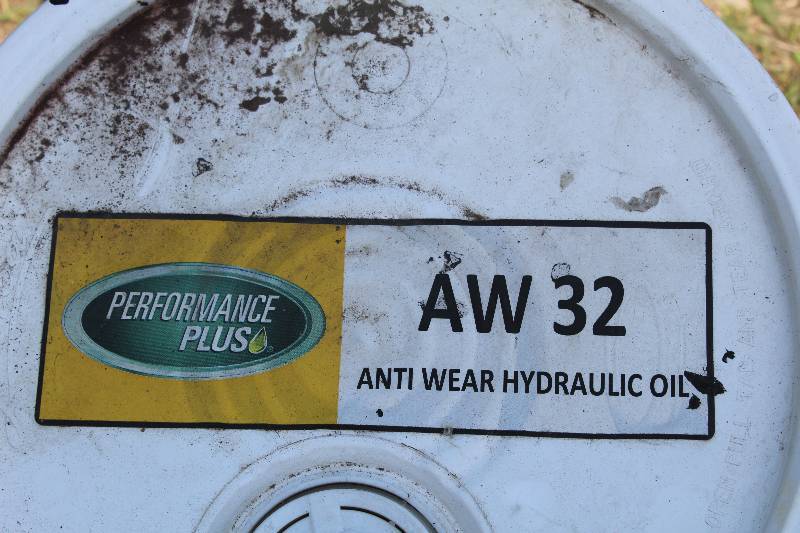 PERFORMANCE
PLUS
AW 32
ANTI WEAR HYDRAULIC OIL